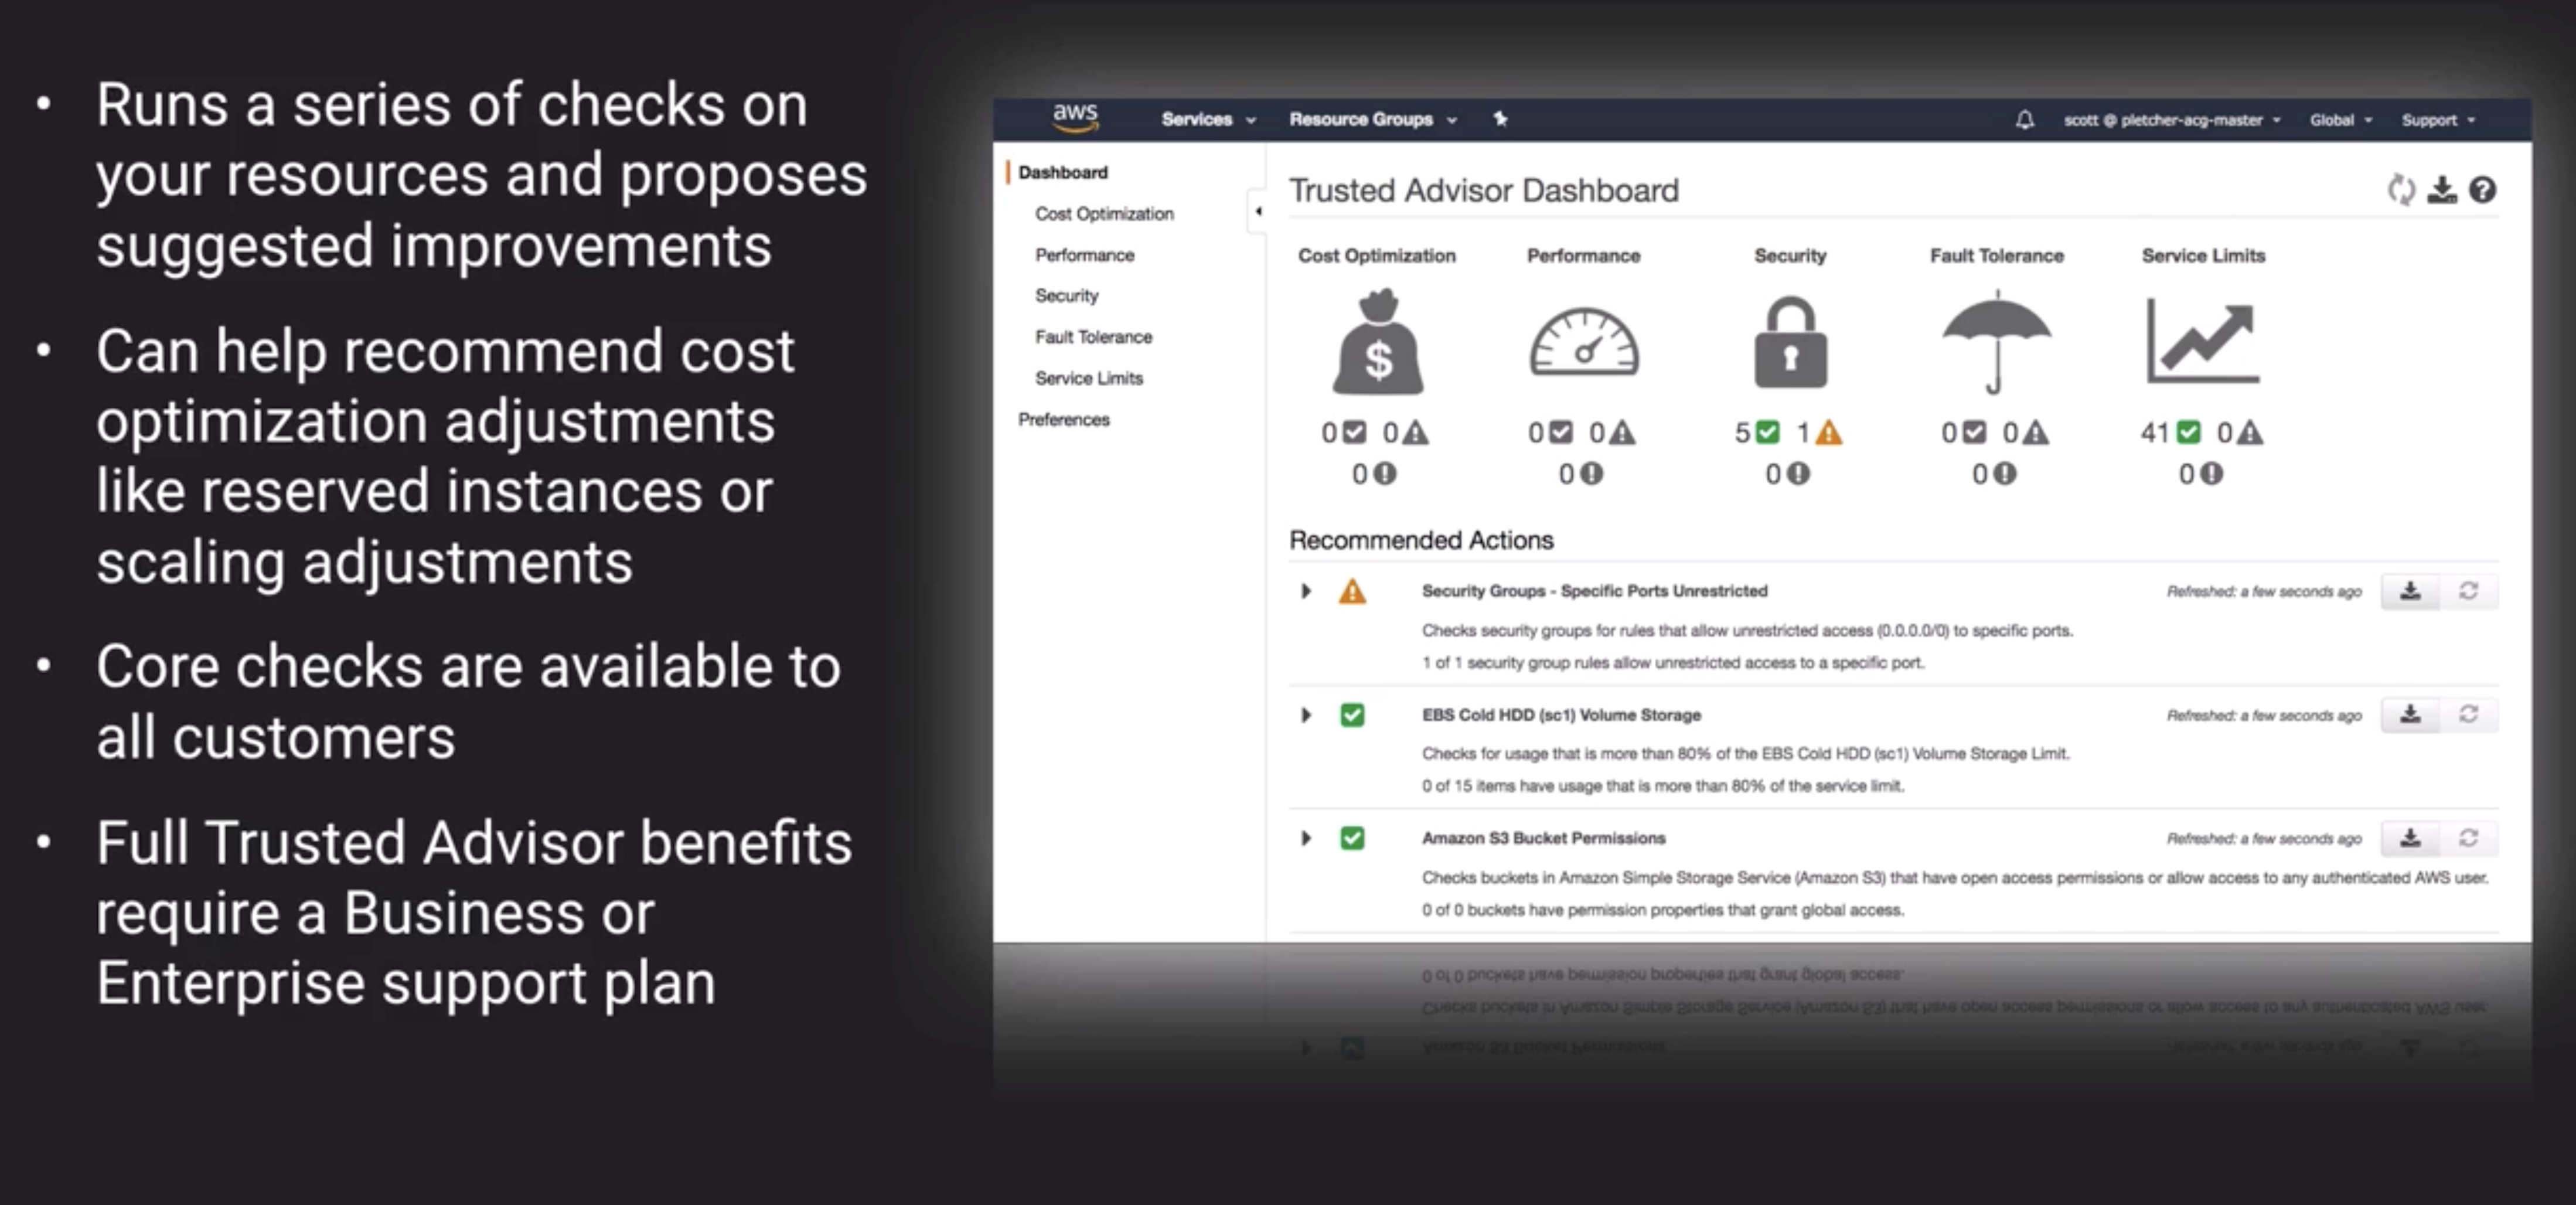 • Runs a series of checks on
your resources and proposes
suggested improvements
• Can help recommend cost
optimization adjustments
like reserved instances or
scaling adjustments
• Core checks are available to
all customers
• Full Trusted Advisor benefits
require a Business or
Enterprise support plan
aws Services Resource Groups scott @ pletcher-acg-master Global Support
Dashboard
Cost Optimization
Performance
Security
Fault Tolerance
Service Limits
Preferences
Trusted Advisor Dashboard
Cost Optimization Performance Security Fault Tolerance Service Limits
$
0 0 0 0 5 1 0 0 41 0
0 0 0 0 0
Recommended Actions
Security Groups - Specific Ports Unrestricted Refreshed: a few seconds ago
Checks security groups for rules that allow unrestricted access (0.0.0.0/0) to specific ports.
1 of 1 security group rules allow unrestricted access to a specific port.
EBS Cold HDD (sc1) Volume Storage Refreshed: a few seconds ago
Checks for usage that is more than 80% of the EBS Cold HDD (sc1) Volume Storage Limit.
0 of 15 items have usage that is more than 80% of the service limit.
Amazon S3 Bucket Permissions Refreshed: a few seconds ago
Checks buckets in Amazon Simple Storage Service (Amazon S3) that have open access permissions or allow access to any authenticated AWS user.
0 of 0 buckets have permission properties that grant global access.